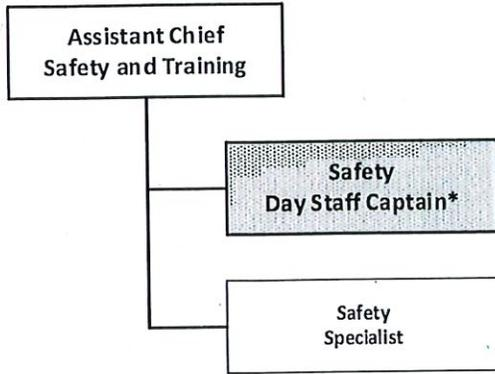 Assistant Chief
Safety and Training
Safety
Day Staff Captain*
Safety
Specialist